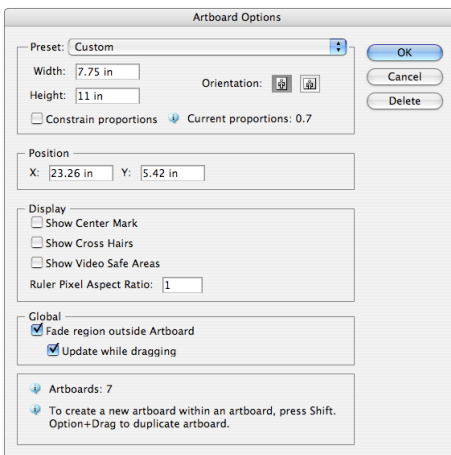 Artboard Options
Preset: Custom
OK
Width: 7.75 in
Orientation:
Cancel
Height: 11 in
Delete
Constrain proportions Current proportions: 0.7
Position
X: 23.26 in Y: 5.42 in
Display
Show Center Mark
Show Cross Hairs
Show Video Safe Areas
Ruler Pixel Aspect Ratio: 1
Global
Fade region outside Artboard
Update while dragging
Artboards: 7
To create a new artboard within an artboard, press Shift.
Option+Drag to duplicate artboard.